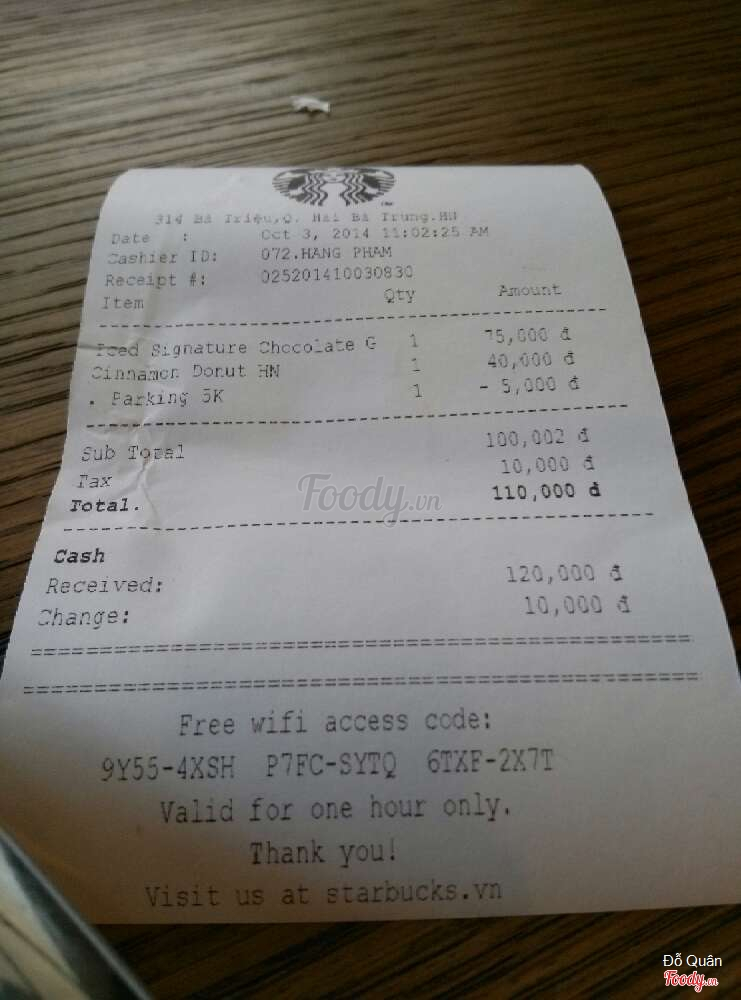 314 Bà Triệu,Q. Hai Bà Trưng.HN
Date : Oct 3, 2014 11:02:25 AM
Cashier ID: 072.HANG PHAM
Receipt #: 025201410030830
Item Qty Amount
Iced Signature Chocolate G 1 75,000 đ
Cinnamon Donut HN 1 40,000 đ
. Parking 5K 1 - 5,000 đ
Sub Total 100,002 đ
Tax 10,000 đ
Total. 110,000 đ
Foody.vn
Cash
Received: 120,000 đ
Change: 10,000 đ
Free wifi access code:
9Y55-4XSH P7FC-SYTQ 6TXF-2X7T
Valid for one hour only.
Thank you!
Visit us at starbucks.vn
Đỗ Quân
Foody.vn